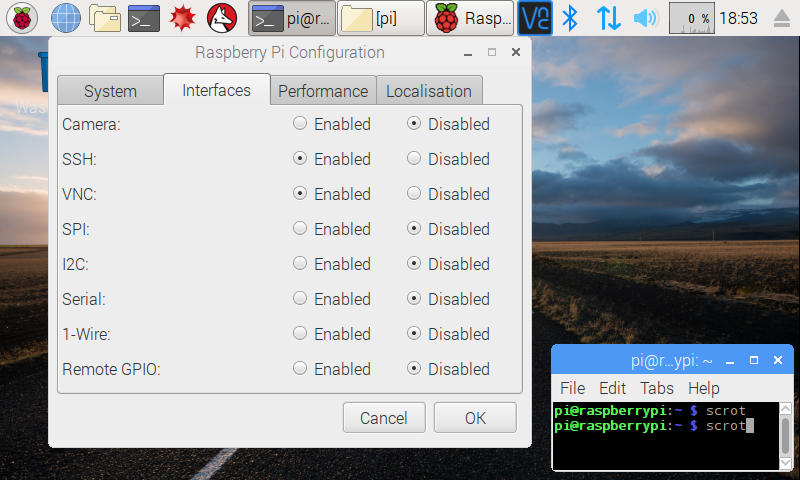 pi@r... [pi] Rasp... V2 0 % 18:53
Raspberry Pi Configuration
System Interfaces Performance Localisation
Camera: Enabled Disabled
SSH: Enabled Disabled
VNC: Enabled Disabled
SPI: Enabled Disabled
I2C: Enabled Disabled
Serial: Enabled Disabled
1-Wire: Enabled Disabled
Remote GPIO: Enabled Disabled
Cancel OK
Was
pi@r...ypi: ~
File Edit Tabs Help
pi@raspberrypi:~ $ scrot
pi@raspberrypi:~ $ scrot